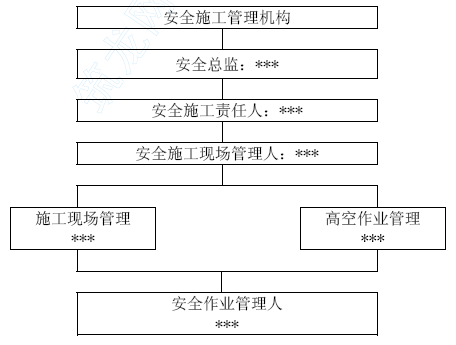 安全施工管理机构
安全总监：***
安全施工责任人：***
安全施工现场管理人：***
施工现场管理
***
高空作业管理
***
安全作业管理人
***